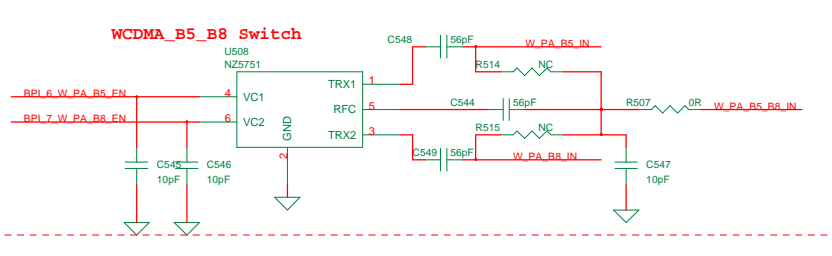 WCDMA_B5_B8 Switch
U508
NZ5751
C548
56pF
W_PA_B5_IN
R514
NC
TRX1
1
BPI_6_W_PA_B5_EN
4
VC1
RFC
5
C544
56pF
R507
0R
W_PA_B5_B8_IN
BPI_7_W_PA_B8_EN
6
VC2
GND
TRX2
3
R515
NC
2
C549
56pF
W_PA_B8_IN
C545
10pF
C546
10pF
C547
10pF